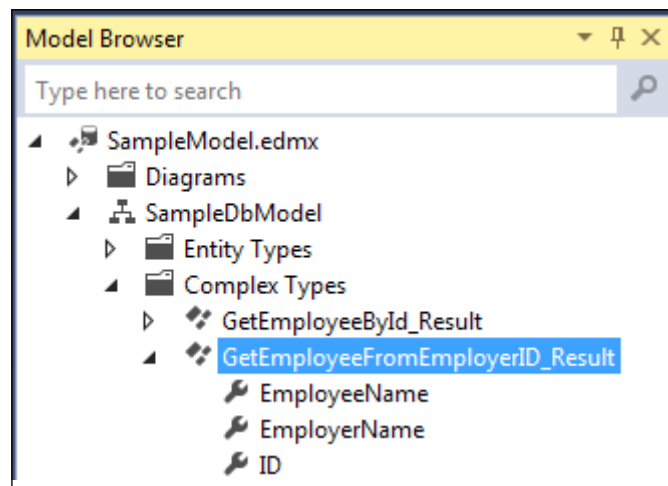 Model Browser
Type here to search
SampleModel.edmx
Diagrams
SampleDbModel
Entity Types
Complex Types
GetEmployeeById_Result
GetEmployeeFromEmployerID_Result
EmployeeName
EmployerName
ID